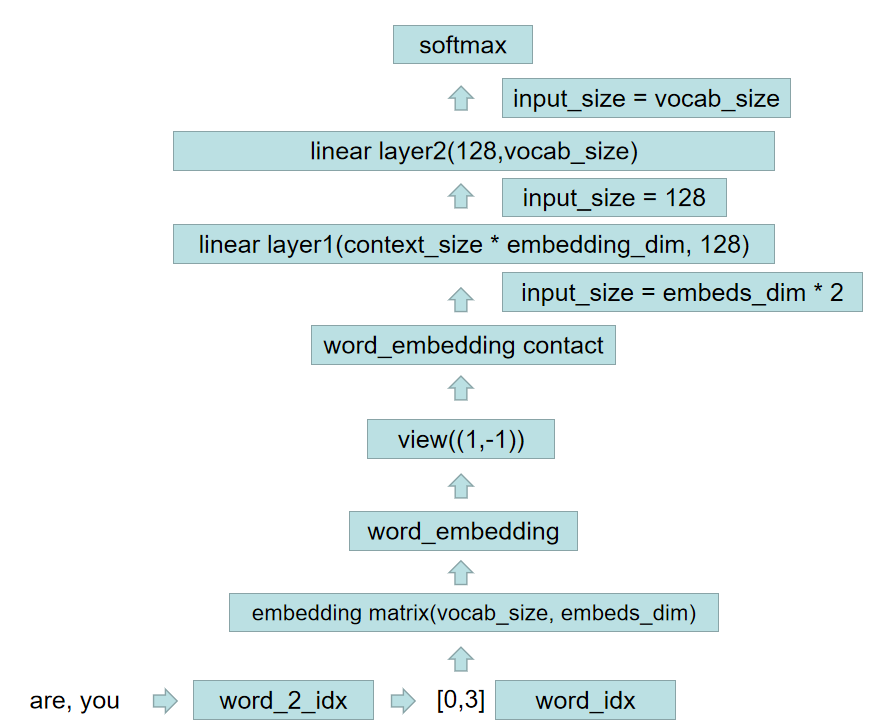 softmax
input_size = vocab_size
linear layer2(128,vocab_size)
input_size = 128
linear layer1(context_size * embedding_dim, 128)
input_size = embeds_dim * 2
word_embedding contact
view((1,-1))
word_embedding
embedding matrix(vocab_size, embeds_dim)
are, you word_2_idx [0,3] word_idx